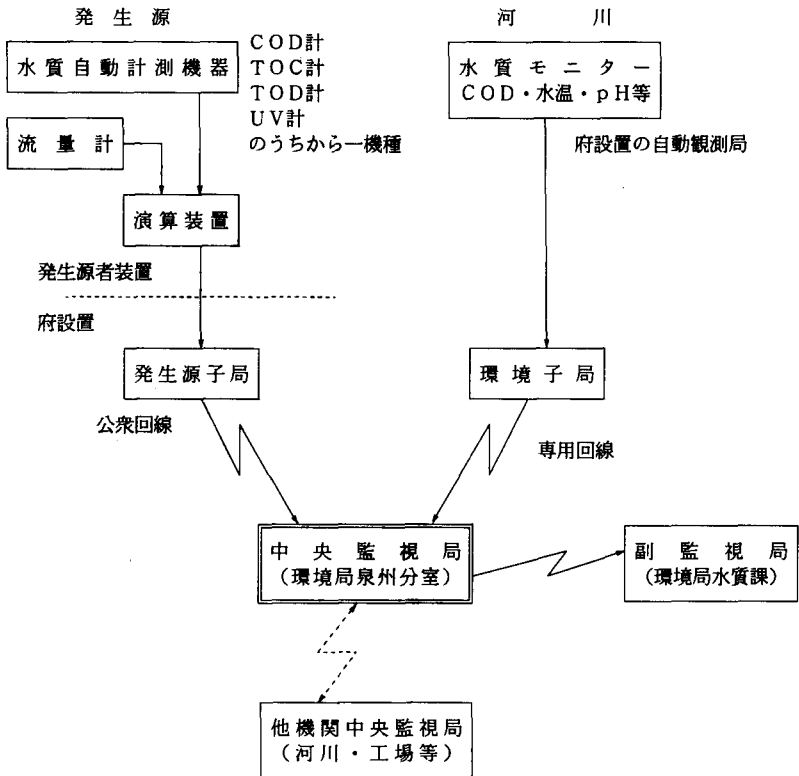 発生源
水質自動計測機器
COD計
TOC計
TOD計
UV計
のうちから一機種
流量計
演算装置
発生源者装置
府設置
発生源子局
公衆回線
河川
水質モニター
COD・水温・pH等
府設置の自動観測局
環境子局
専用回線
中央監視局
(環境局泉州分室)
副監視局
(環境局水質課)
他機関中央監視局
(河川・工場等)